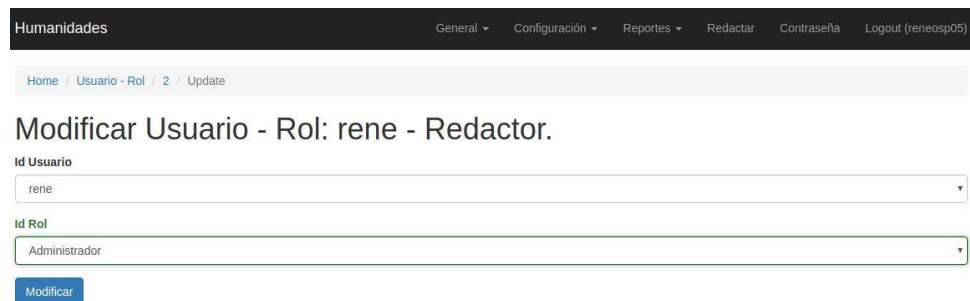 Humanidades General Configuración Reportes Redactar Contraseña Logout (reneosp05)
Home / Usuario - Rol / 2 / Update
Modificar Usuario - Rol: rene - Redactor.
Id Usuario
rene
Id Rol
Administrador
Modificar